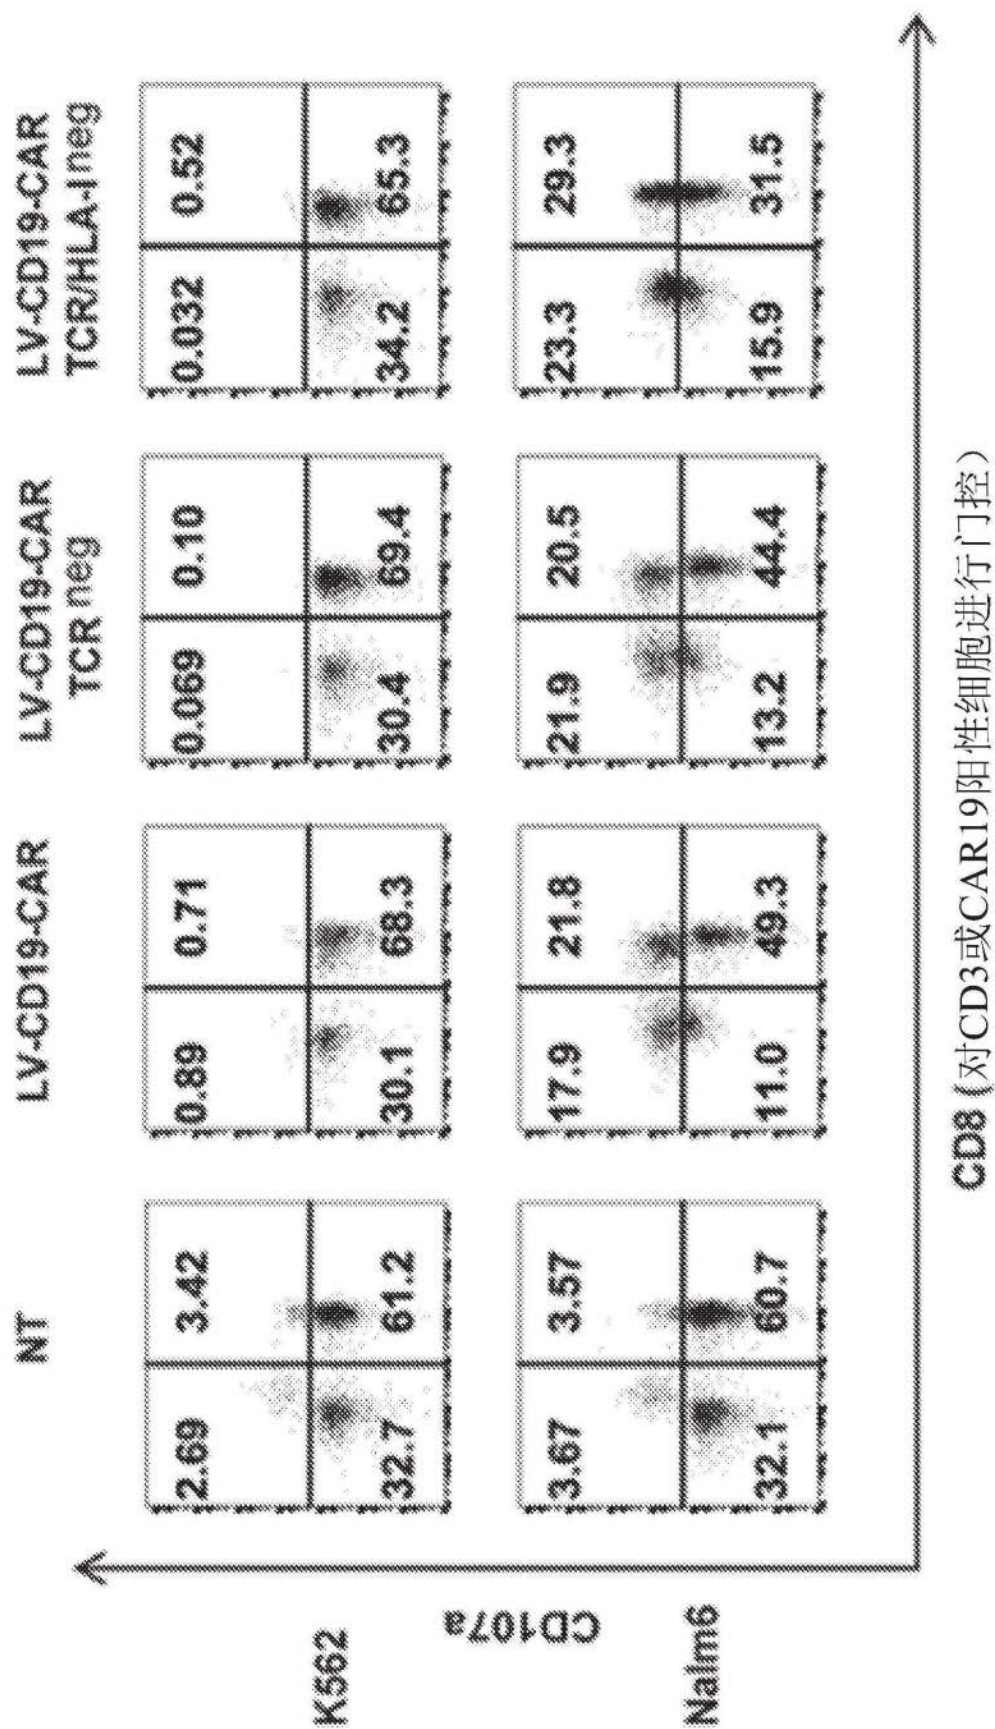 NT
LV-CD19-CAR
LV-CD19-CAR
TCR neg
LV-CD19-CAR
TCR/HLA-I neg
K562
2.69 3.42
32.7 61.2
0.89 0.71
30.1 68.3
0.069 0.10
30.4 69.4
0.032 0.52
34.2 65.3
CD107a
Nalm6
3.67 3.57
32.1 60.7
17.9 21.8
11.0 49.3
21.9 20.5
13.2 44.4
23.3 29.3
15.9 31.5
CD8 (对CD3或CAR19阳性细胞进行门控)